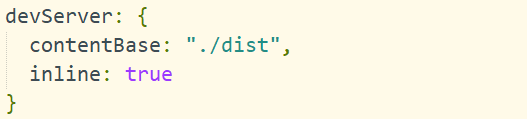 devServer: {
  contentBase: "./dist",
  inline: true
}